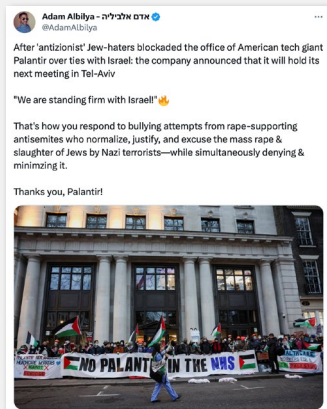 Adam Albilya - אדם אלביליה
@AdamAlbilya
After 'antizionist' Jew-haters blockaded the office of American tech giant
Palantir over ties with Israel: the company announced that it will hold its
next meeting in Tel-Aviv
"We are standing firm with Israel!"🔥
That's how you respond to bullying attempts from rape-supporting
antisemites who normalize, justify, and excuse the mass rape &
slaughter of Jews by Nazi terrorists—while simultaneously denying &
minimzing it.
Thanks you, Palantir!
NO PALANT IN THE NHS